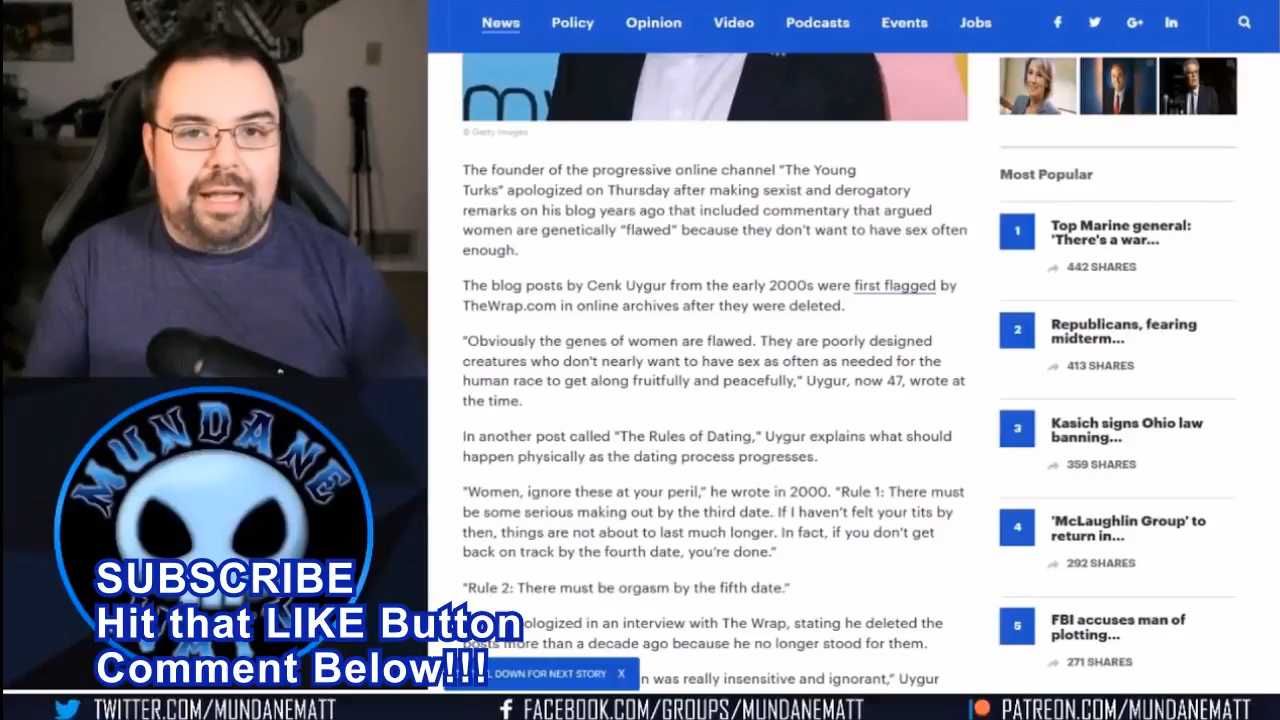 News Policy Opinion Video Podcasts Events Jobs
© Getty Images
The founder of the progressive online channel "The Young
Turks" apologized on Thursday after making sexist and derogatory
remarks on his blog years ago that included commentary that argued
women are genetically “flawed” because they don’t want to have sex often
enough.
The blog posts by Cenk Uygur from the early 2000s were first flagged by
TheWrap.com in online archives after they were deleted.
"Obviously the genes of women are flawed. They are poorly designed
creatures who don't nearly want to have sex as often as needed for the
human race to get along fruitfully and peacefully," Uygur, now 47, wrote at
the time.
In another post called "The Rules of Dating," Uygur explains what should
happen physically as the dating process progresses.
"Women, ignore these at your peril,” he wrote in 2000. “Rule 1: There must
be some serious making out by the third date. If I haven’t felt your tits by
then, things are not about to last much longer. In fact, if you don’t get
back on track by the fourth date, you’re done.”
"Rule 2: There must be orgasm by the fifth date.”
ologized in an interview with The Wrap, stating he deleted the
posts more than a decade ago because he no longer stood for them.
DOWN FOR NEXT STORY X
n was really insensitive and ignorant,” Uygur
Most Popular
1 Top Marine general:
'There's a war...
442 SHARES
2 Republicans, fearing
midterm...
413 SHARES
3 Kasich signs Ohio law
banning...
359 SHARES
4 'McLaughlin Group' to
return in...
292 SHARES
5 FBI accuses man of
plotting...
271 SHARES
MUNDANE
SUBSCRIBE
Hit that LIKE Button
Comment Below!!!
TWITTER.COM/MUNDANEMATT FACEBOOK.COM/GROUPS/MUNDANEMATT PATREON.COM/MUNDANEMATT